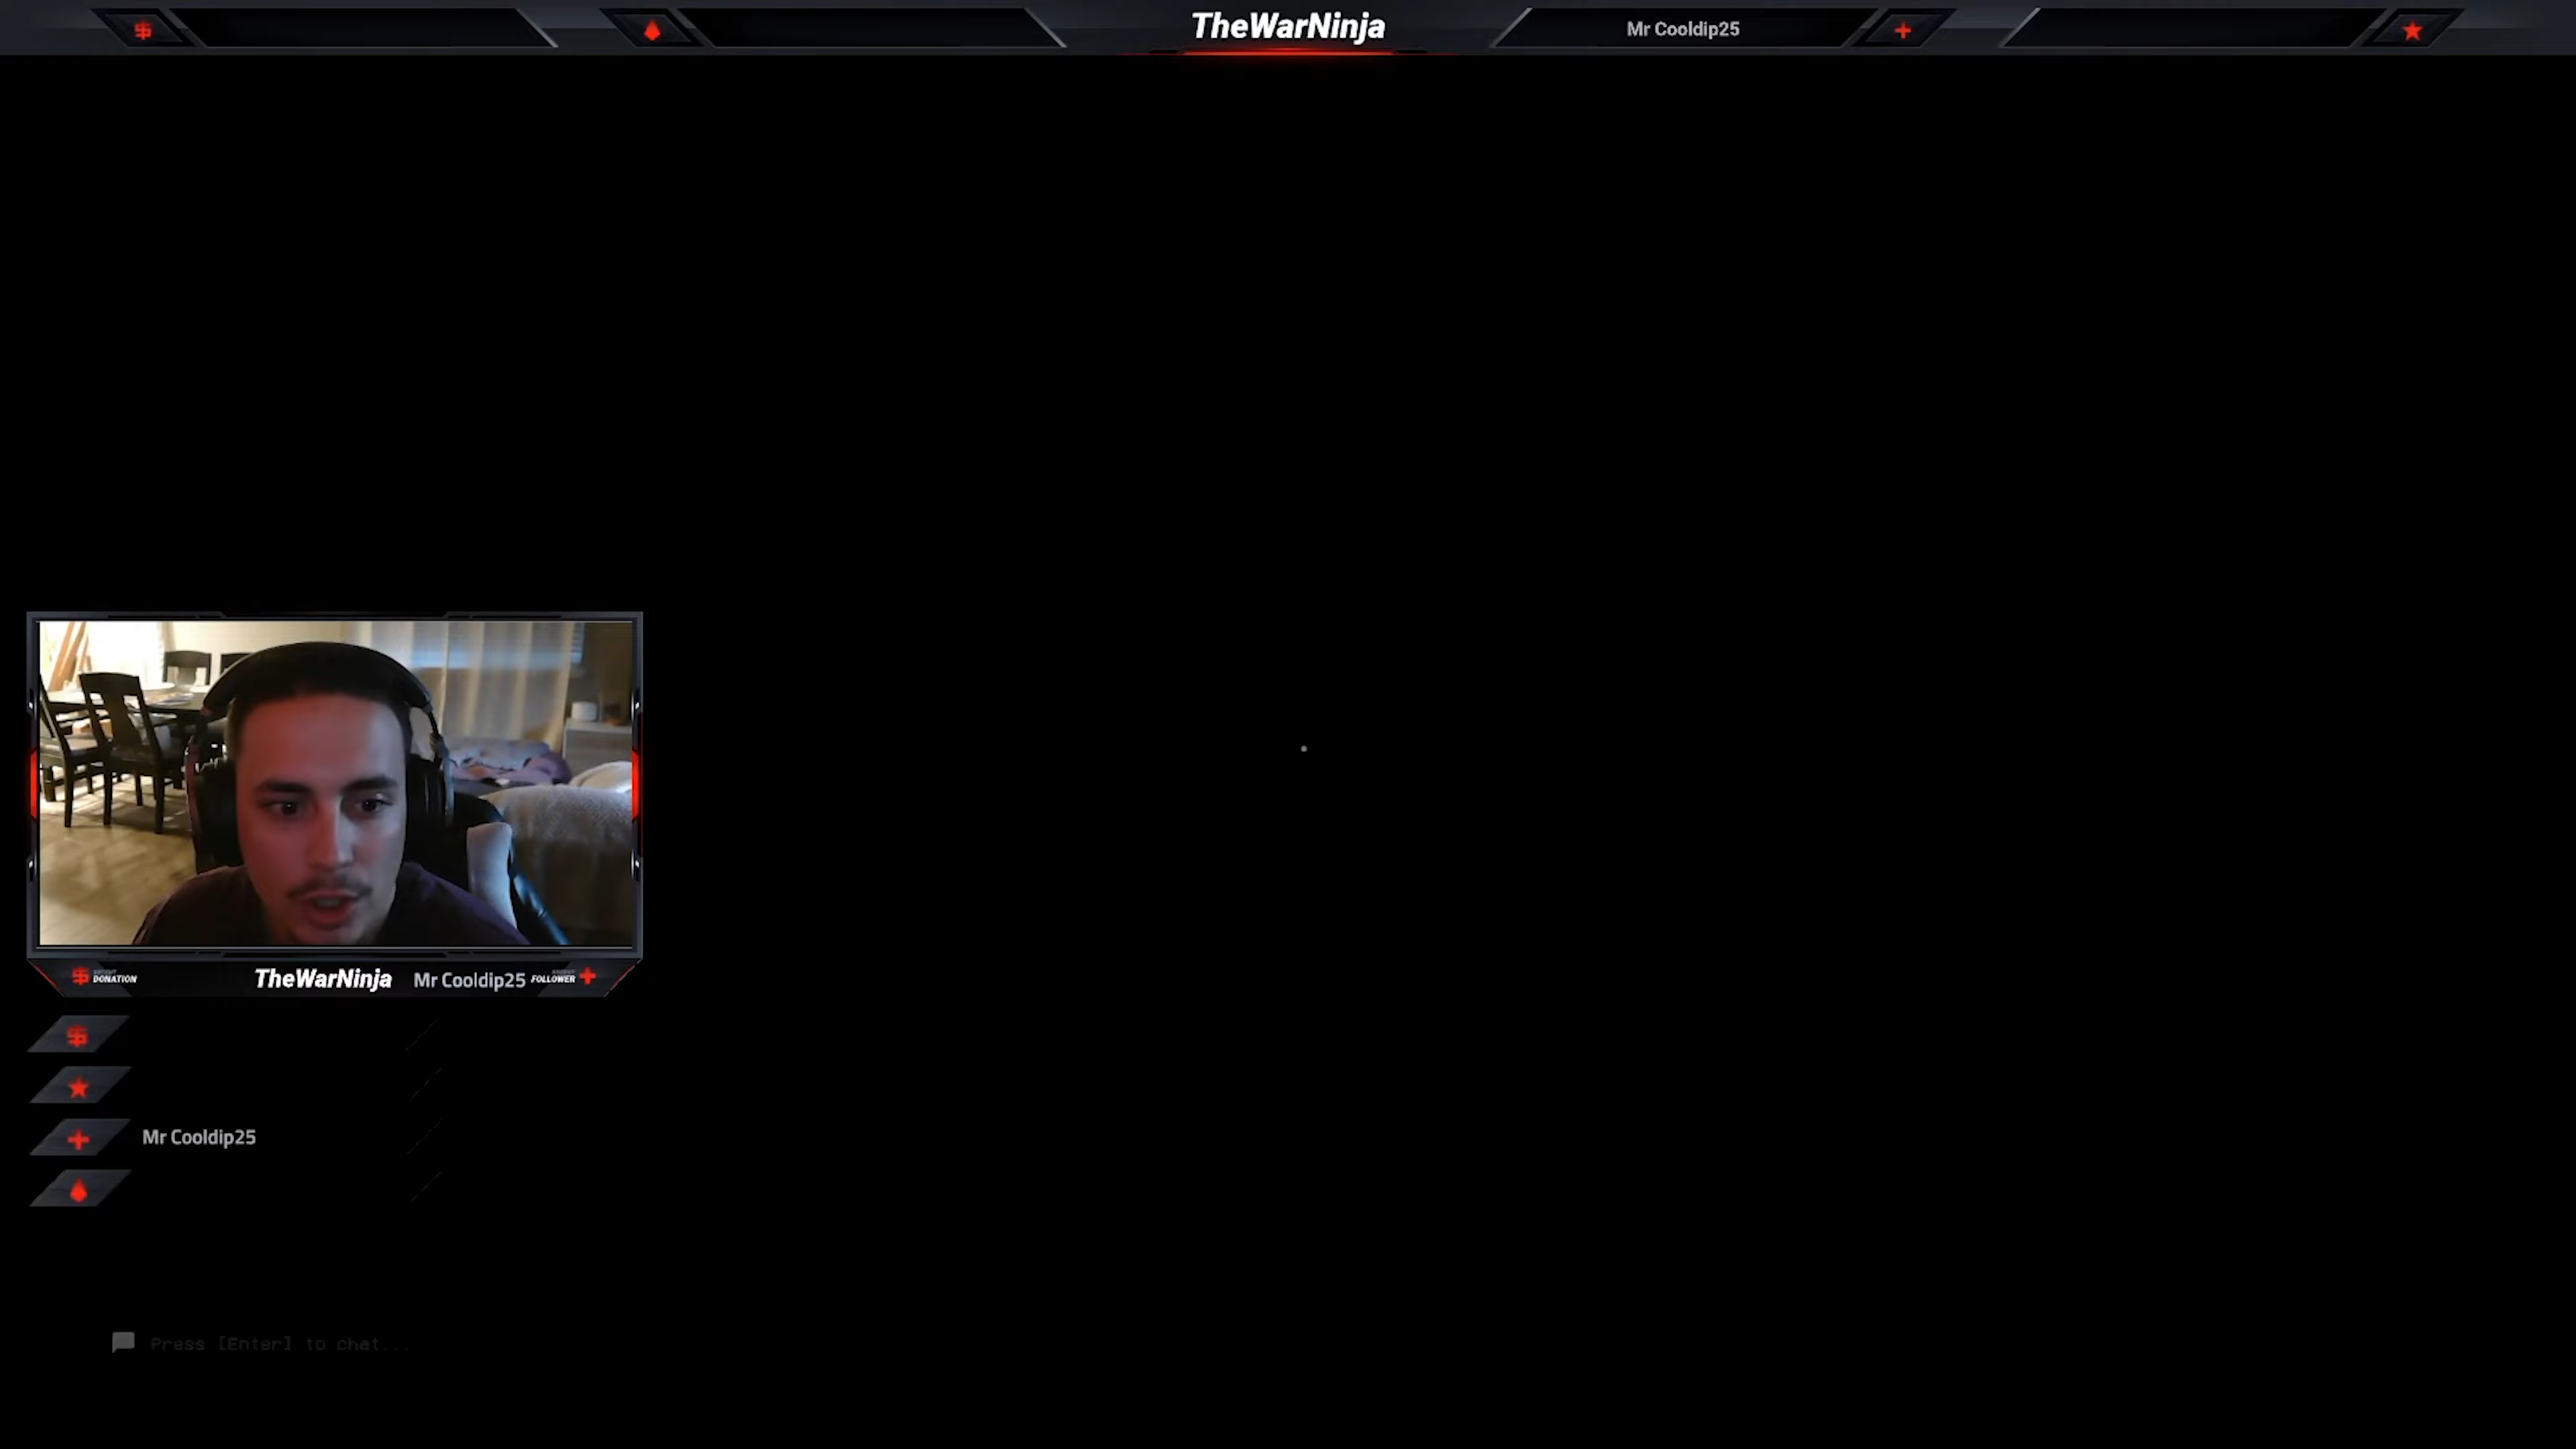 TheWarNinja
Mr Cooldip25
DONATION
TheWarNinja
Mr Cooldip25
FOLLOWER
Mr Cooldip25
Press [Enter] to chat...